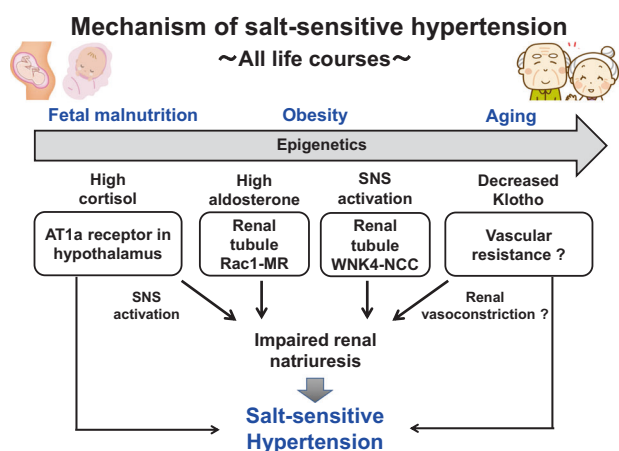 Mechanism of salt-sensitive hypertension
～All life courses～
Fetal malnutrition
Obesity
Aging
Epigenetics
High
cortisol
High
aldosterone
SNS
activation
Decreased
Klotho
AT1a receptor in
hypothalamus
Renal
tubule
Rac1-MR
Renal
tubule
WNK4-NCC
Vascular
resistance ?
SNS
activation
Renal
vasoconstriction ?
Impaired renal
natriuresis
Salt-sensitive
Hypertension